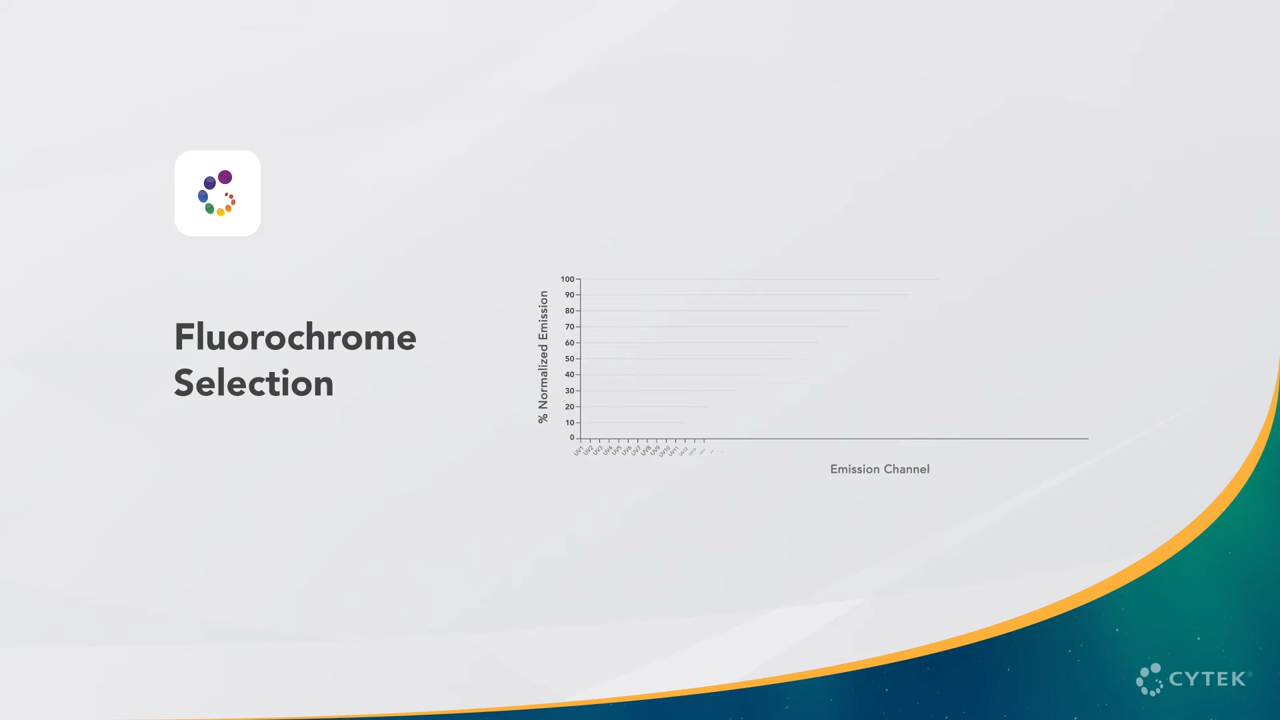 Fluorochrome
Selection
% Normalized Emission
100
90
80
70
60
50
40
30
20
10
0
UV1 UV2 UV3 UV4 UV5 UV6 UV7 UV8 UV9 UV10 UV11
Emission Channel
CYTEK